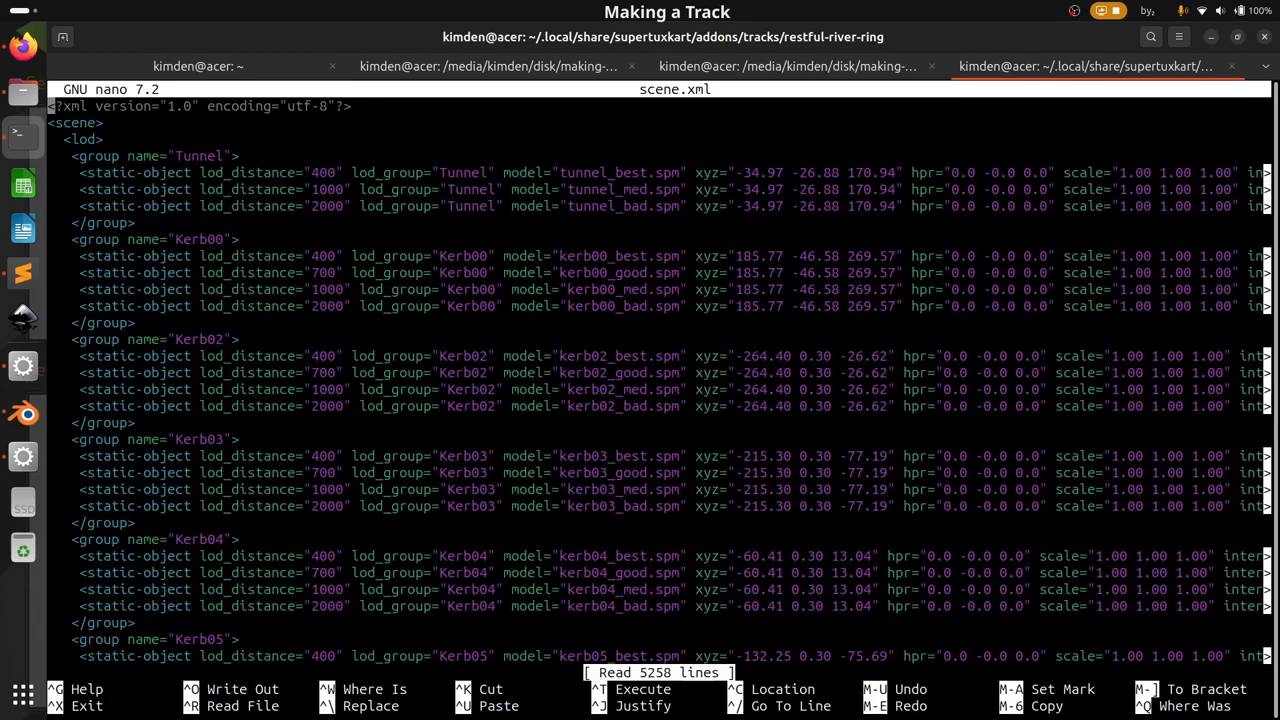 Making a Track
by₂
100%
kimden@acer: ~/.local/share/supertuxkart/addons/tracks/restful-river-ring
kimden@acer: ~
kimden@acer: /media/kimden/disk/making-...
kimden@acer: /media/kimden/disk/making-...
kimden@acer: ~/.local/share/supertuxkart/...
GNU nano 7.2 scene.xml
<?xml version="1.0" encoding="utf-8"?>
<scene>
<lod>
<group name="Tunnel">
<static-object lod_distance="400" lod_group="Tunnel" model="tunnel_best.spm" xyz="-34.97 -26.88 170.94" hpr="0.0 -0.0 0.0" scale="1.00 1.00 1.00" in>
<static-object lod_distance="1000" lod_group="Tunnel" model="tunnel_med.spm" xyz="-34.97 -26.88 170.94" hpr="0.0 -0.0 0.0" scale="1.00 1.00 1.00" in>
<static-object lod_distance="2000" lod_group="Tunnel" model="tunnel_bad.spm" xyz="-34.97 -26.88 170.94" hpr="0.0 -0.0 0.0" scale="1.00 1.00 1.00" in>
</group>
<group name="Kerb00">
<static-object lod_distance="400" lod_group="Kerb00" model="kerb00_best.spm" xyz="185.77 -46.58 269.57" hpr="0.0 -0.0 0.0" scale="1.00 1.00 1.00" in>
<static-object lod_distance="700" lod_group="Kerb00" model="kerb00_good.spm" xyz="185.77 -46.58 269.57" hpr="0.0 -0.0 0.0" scale="1.00 1.00 1.00" in>
<static-object lod_distance="1000" lod_group="Kerb00" model="kerb00_med.spm" xyz="185.77 -46.58 269.57" hpr="0.0 -0.0 0.0" scale="1.00 1.00 1.00" in>
<static-object lod_distance="2000" lod_group="Kerb00" model="kerb00_bad.spm" xyz="185.77 -46.58 269.57" hpr="0.0 -0.0 0.0" scale="1.00 1.00 1.00" in>
</group>
<group name="Kerb02">
<static-object lod_distance="400" lod_group="Kerb02" model="kerb02_best.spm" xyz="-264.40 0.30 -26.62" hpr="0.0 -0.0 0.0" scale="1.00 1.00 1.00" int>
<static-object lod_distance="700" lod_group="Kerb02" model="kerb02_good.spm" xyz="-264.40 0.30 -26.62" hpr="0.0 -0.0 0.0" scale="1.00 1.00 1.00" int>
<static-object lod_distance="1000" lod_group="Kerb02" model="kerb02_med.spm" xyz="-264.40 0.30 -26.62" hpr="0.0 -0.0 0.0" scale="1.00 1.00 1.00" int>
<static-object lod_distance="2000" lod_group="Kerb02" model="kerb02_bad.spm" xyz="-264.40 0.30 -26.62" hpr="0.0 -0.0 0.0" scale="1.00 1.00 1.00" int>
</group>
<group name="Kerb03">
<static-object lod_distance="400" lod_group="Kerb03" model="kerb03_best.spm" xyz="-215.30 0.30 -77.19" hpr="0.0 -0.0 0.0" scale="1.00 1.00 1.00" int>
<static-object lod_distance="700" lod_group="Kerb03" model="kerb03_good.spm" xyz="-215.30 0.30 -77.19" hpr="0.0 -0.0 0.0" scale="1.00 1.00 1.00" int>
<static-object lod_distance="1000" lod_group="Kerb03" model="kerb03_med.spm" xyz="-215.30 0.30 -77.19" hpr="0.0 -0.0 0.0" scale="1.00 1.00 1.00" int>
<static-object lod_distance="2000" lod_group="Kerb03" model="kerb03_bad.spm" xyz="-215.30 0.30 -77.19" hpr="0.0 -0.0 0.0" scale="1.00 1.00 1.00" int>
</group>
<group name="Kerb04">
<static-object lod_distance="400" lod_group="Kerb04" model="kerb04_best.spm" xyz="-60.41 0.30 13.04" hpr="0.0 -0.0 0.0" scale="1.00 1.00 1.00" inter>
<static-object lod_distance="700" lod_group="Kerb04" model="kerb04_good.spm" xyz="-60.41 0.30 13.04" hpr="0.0 -0.0 0.0" scale="1.00 1.00 1.00" inter>
<static-object lod_distance="1000" lod_group="Kerb04" model="kerb04_med.spm" xyz="-60.41 0.30 13.04" hpr="0.0 -0.0 0.0" scale="1.00 1.00 1.00" inter>
<static-object lod_distance="2000" lod_group="Kerb04" model="kerb04_bad.spm" xyz="-60.41 0.30 13.04" hpr="0.0 -0.0 0.0" scale="1.00 1.00 1.00" inter>
</group>
<group name="Kerb05">
<static-object lod_distance="400" lod_group="Kerb05" model="kerb05_best.spm" xyz="-132.25 0.30 -75.69" hpr="0.0 -0.0 0.0" scale="1.00 1.00 1.00" int>
[ Read 5258 lines ]
^G Help ^O Write Out ^W Where Is ^K Cut ^T Execute ^C Location M-U Undo M-A Set Mark M-] To Bracket
^X Exit ^R Read File ^\ Replace ^U Paste ^J Justify ^/ Go To Line M-E Redo M-6 Copy ^Q Where Was
SSD